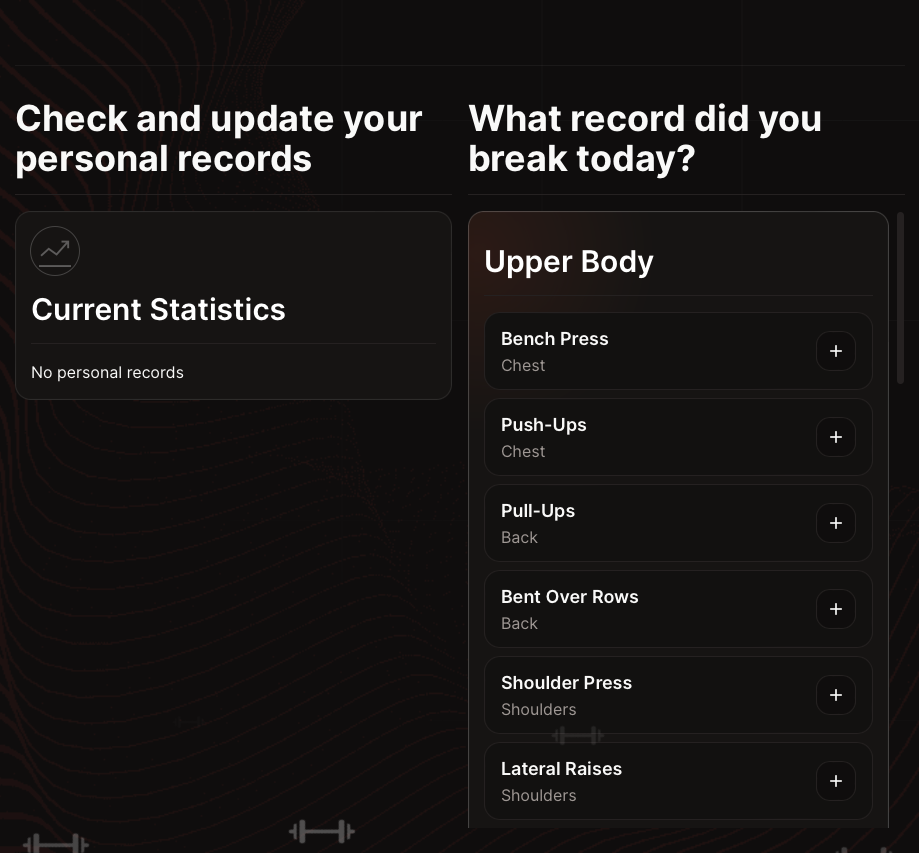 Check and update your
personal records
Current Statistics
No personal records
What record did you
break today?
Upper Body
Bench Press
Chest
Push-Ups
Chest
Pull-Ups
Back
Bent Over Rows
Back
Shoulder Press
Shoulders
Lateral Raises
Shoulders